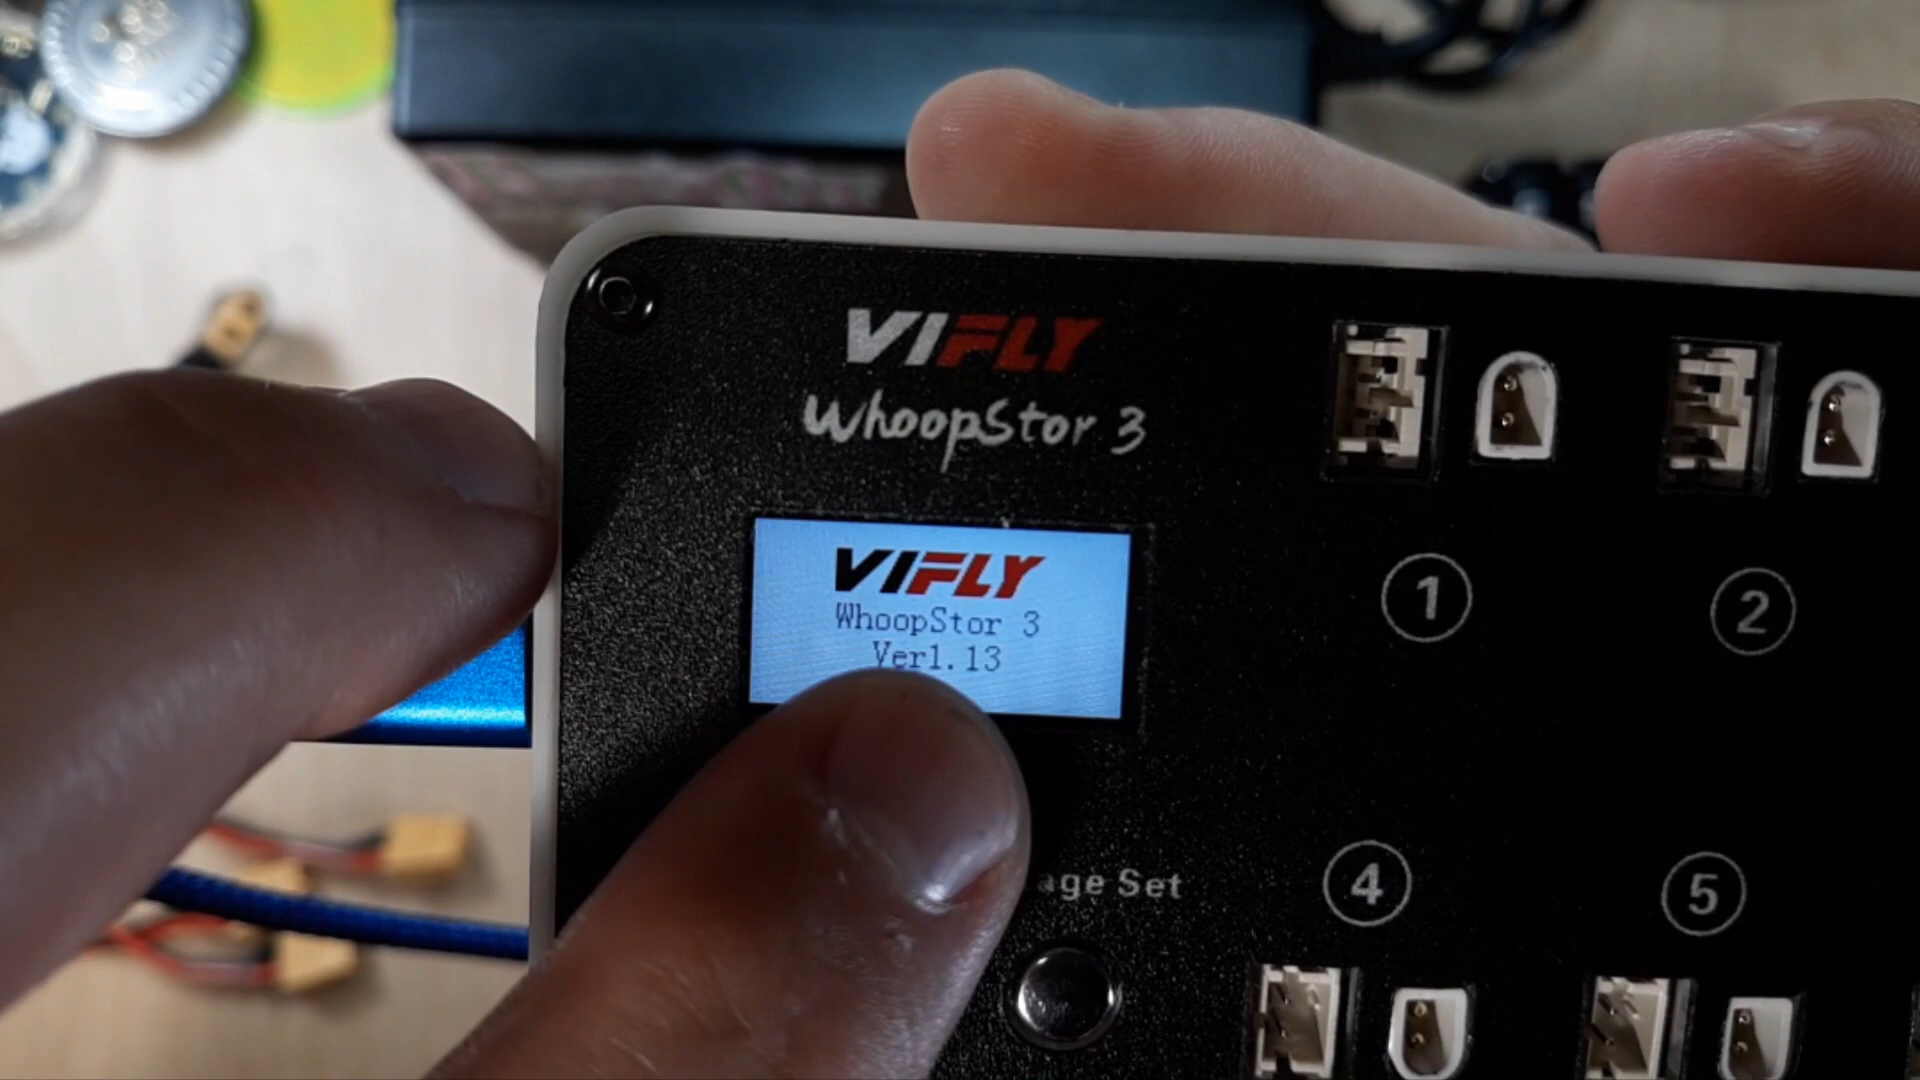 VIFLY
WhoopStor 3
VIFLY
WhoopStor 3
Ver1.13
1
2
age Set
4
5